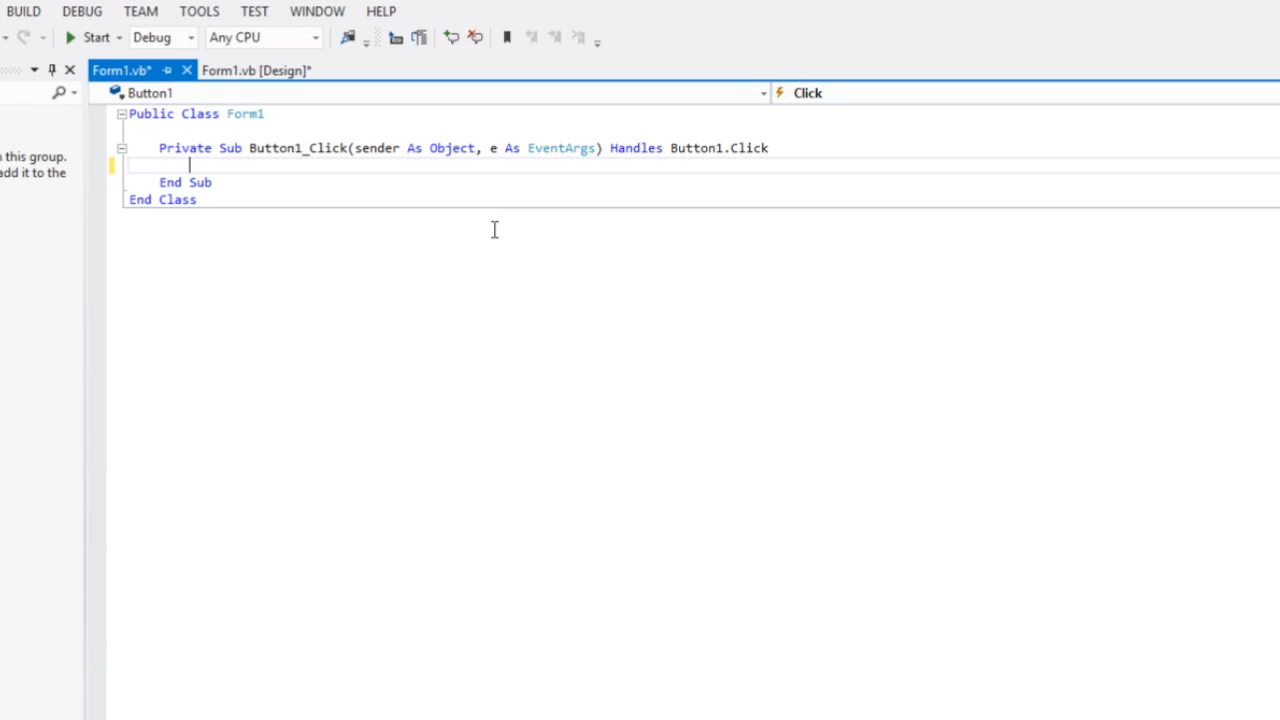 BUILD DEBUG TEAM TOOLS TEST WINDOW HELP
Start Debug Any CPU
Form1.vb* Form1.vb [Design]*
Button1 Click
Public Class Form1
Private Sub Button1_Click(sender As Object, e As EventArgs) Handles Button1.Click
End Sub
End Class
n this group.
add it to the